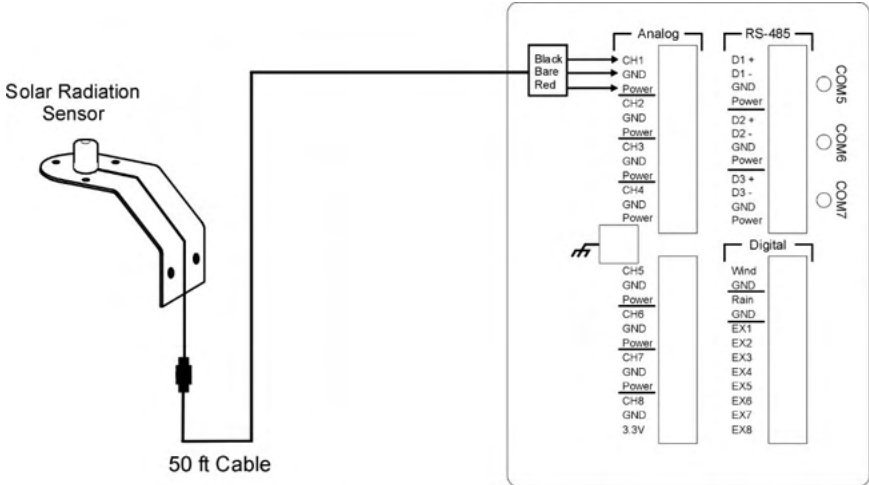 Solar Radiation
Sensor
50 ft Cable
Black
Bare
Red
Analog
CH1
GND
Power
CH2
GND
Power
CH3
GND
Power
CH4
GND
Power
CH5
GND
Power
CH6
GND
Power
CH7
GND
Power
CH8
GND
3.3V
RS-485
D1 +
D1 -
GND
Power
D2 +
D2 -
GND
Power
D3 +
D3 -
GND
Power
COM5
COM6
COM7
Digital
Wind
GND
Rain
GND
EX1
EX2
EX3
EX4
EX5
EX6
EX7
EX8